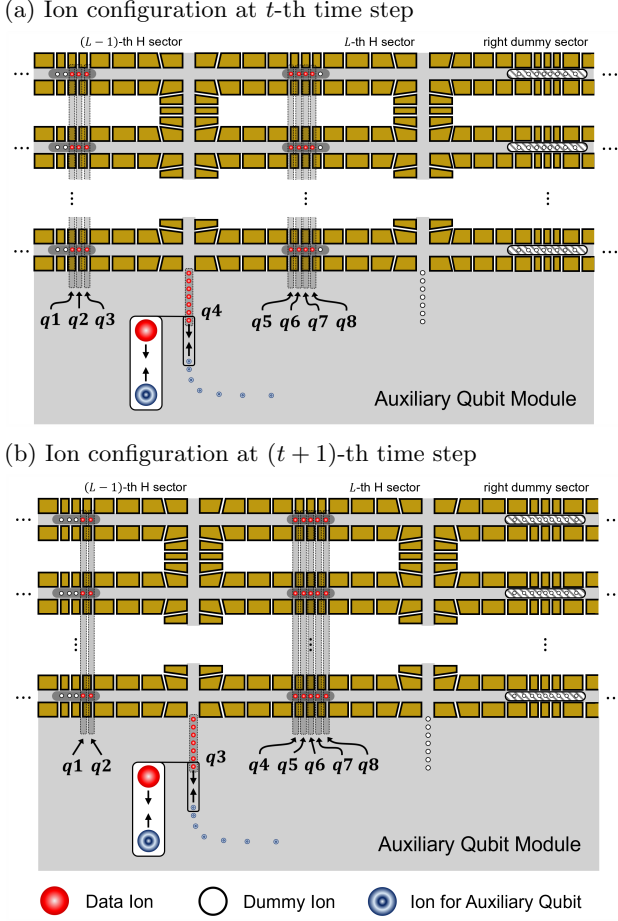 (a) Ion configuration at t-th time step
(L − 1)-th H sector
L-th H sector
right dummy sector
... ...
... ...
⋮ ⋮ ⋮
... ...
q1 q2 q3
q4
q5 q6 q7 q8
Auxiliary Qubit Module
(b) Ion configuration at (t + 1)-th time step
(L − 1)-th H sector
L-th H sector
right dummy sector
... ...
... ...
⋮ ⋮ ⋮
... ...
q1 q2
q3
q4 q5 q6 q7 q8
Auxiliary Qubit Module
Data Ion
Dummy Ion
Ion for Auxiliary Qubit